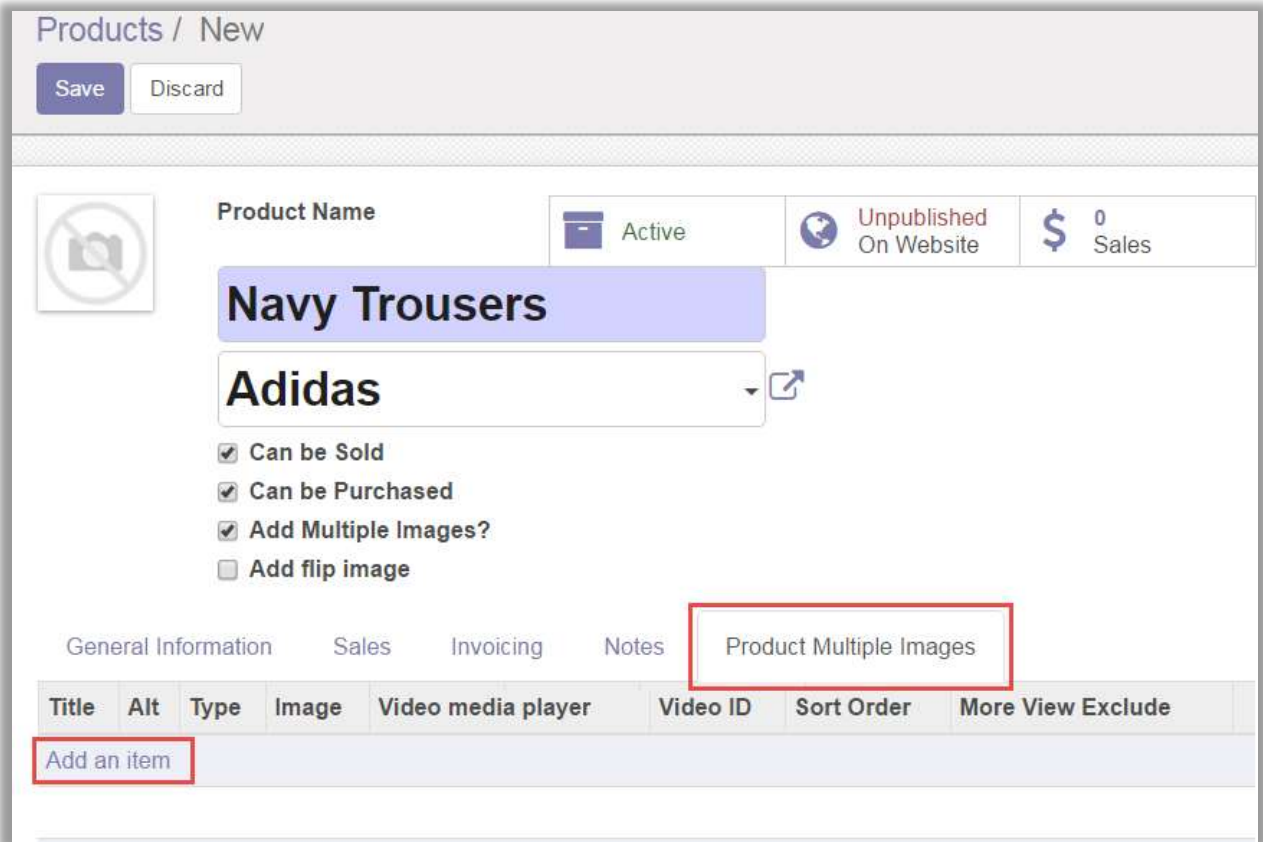 Products / New
Save Discard
Product Name
Active
Unpublished
On Website
0
Sales
Navy Trousers
Adidas
Can be Sold
Can be Purchased
Add Multiple Images?
Add flip image
General Information Sales Invoicing Notes Product Multiple Images
Title Alt Type Image Video media player Video ID Sort Order More View Exclude
Add an item